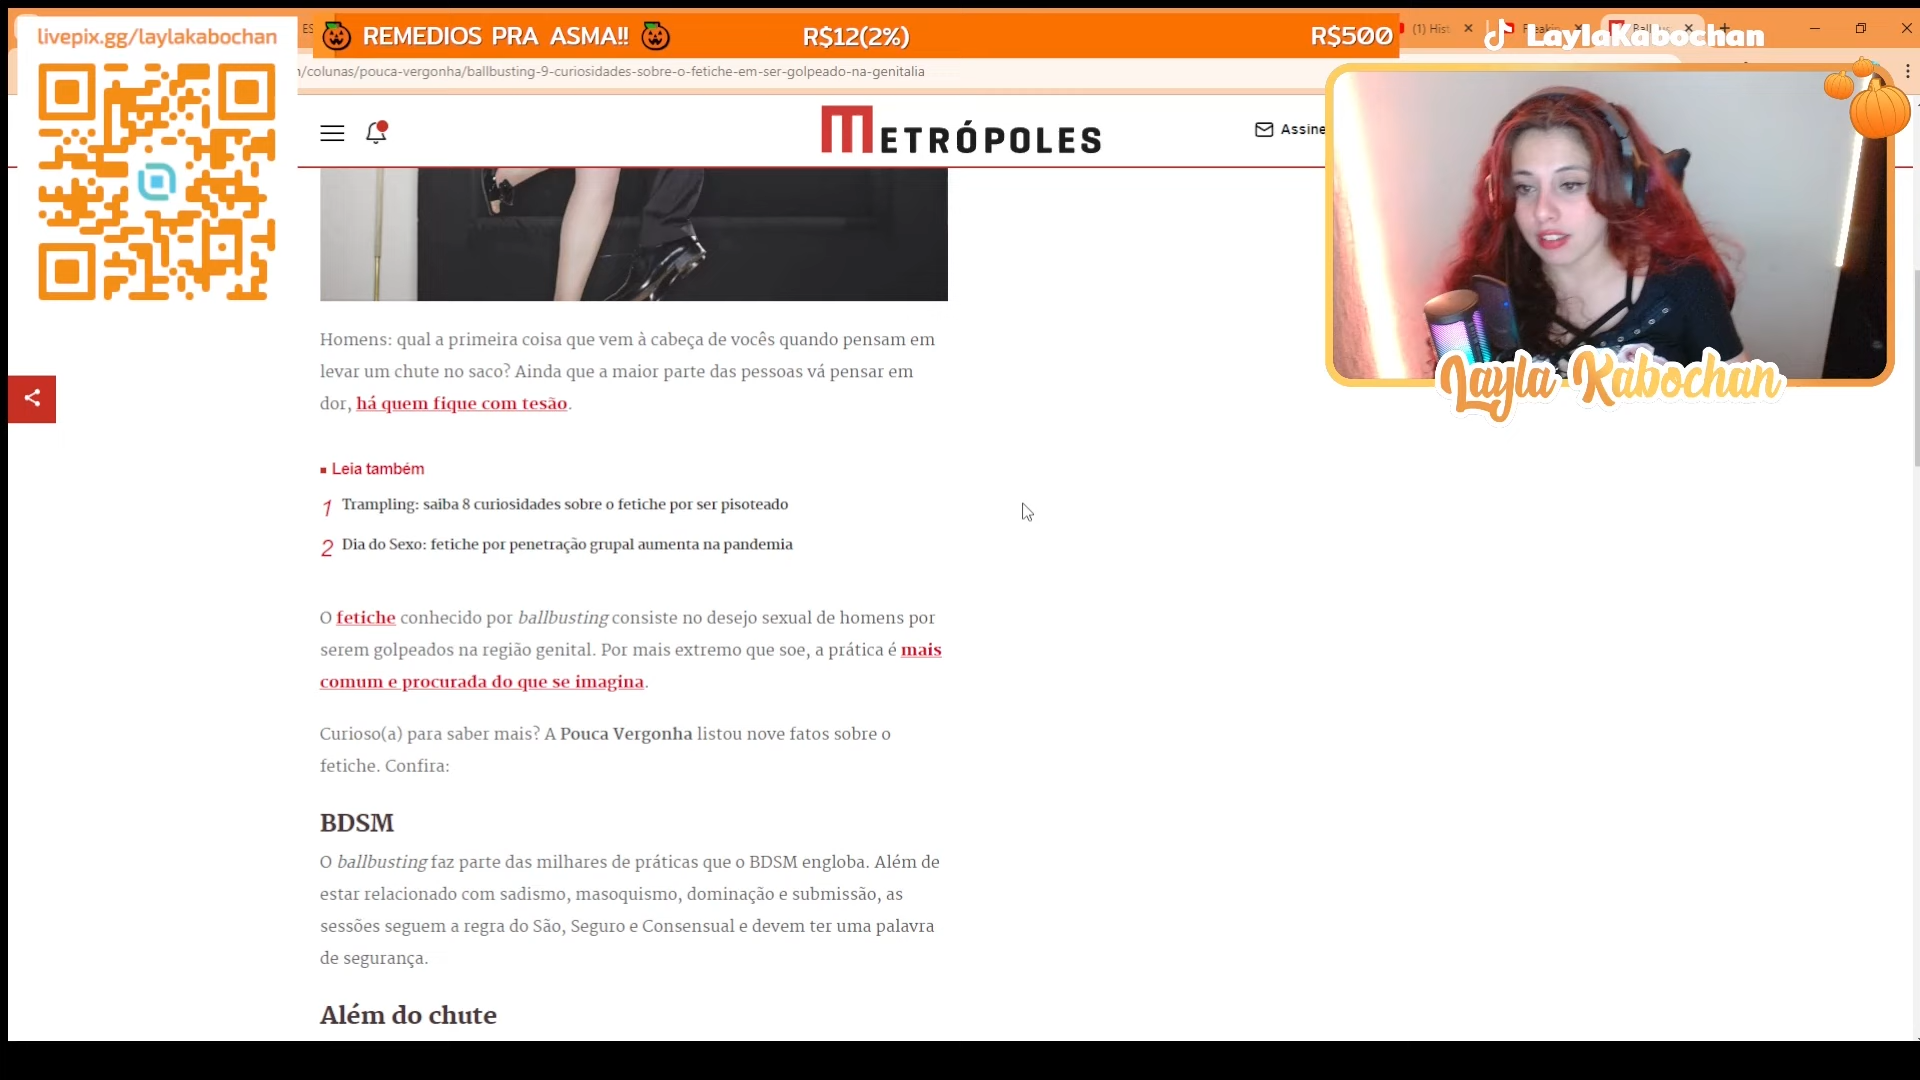 livepix.gg/laylakabochan
REMEDIOS PRA ASMA!!
R$12(2%)
R$500
(1) Hist
LaylaKabochan
/colunas/pouca-vergonha/ballbusting-9-curiosidades-sobre-o-fetiche-em-ser-golpeado-na-genitalia
METRÓPOLES
Assine
Layla Kabochan
Homens: qual a primeira coisa que vem à cabeça de vocês quando pensam em
levar um chute no saco? Ainda que a maior parte das pessoas vá pensar em
dor, há quem fique com tesão.
Leia também
1 Trampling: saiba 8 curiosidades sobre o fetiche por ser pisoteado
2 Dia do Sexo: fetiche por penetração grupal aumenta na pandemia
O fetiche conhecido por ballbusting consiste no desejo sexual de homens por
serem golpeados na região genital. Por mais extremo que soe, a prática é mais
comum e procurada do que se imagina.
Curioso(a) para saber mais? A Pouca Vergonha listou nove fatos sobre o
fetiche. Confira:
BDSM
O ballbusting faz parte das milhares de práticas que o BDSM engloba. Além de
estar relacionado com sadismo, masoquismo, dominação e submissão, as
sessões seguem a regra do São, Seguro e Consensual e devem ter uma palavra
de segurança.
Além do chute